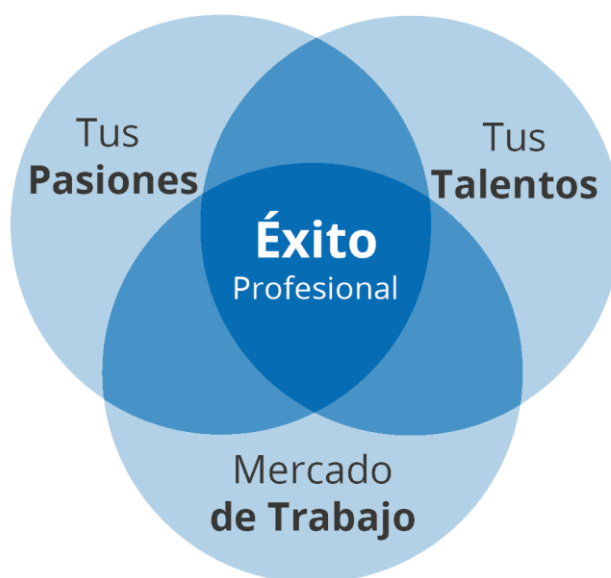 Tus
Pasiones
Tus
Talentos
Éxito
Profesional
Mercado
de Trabajo